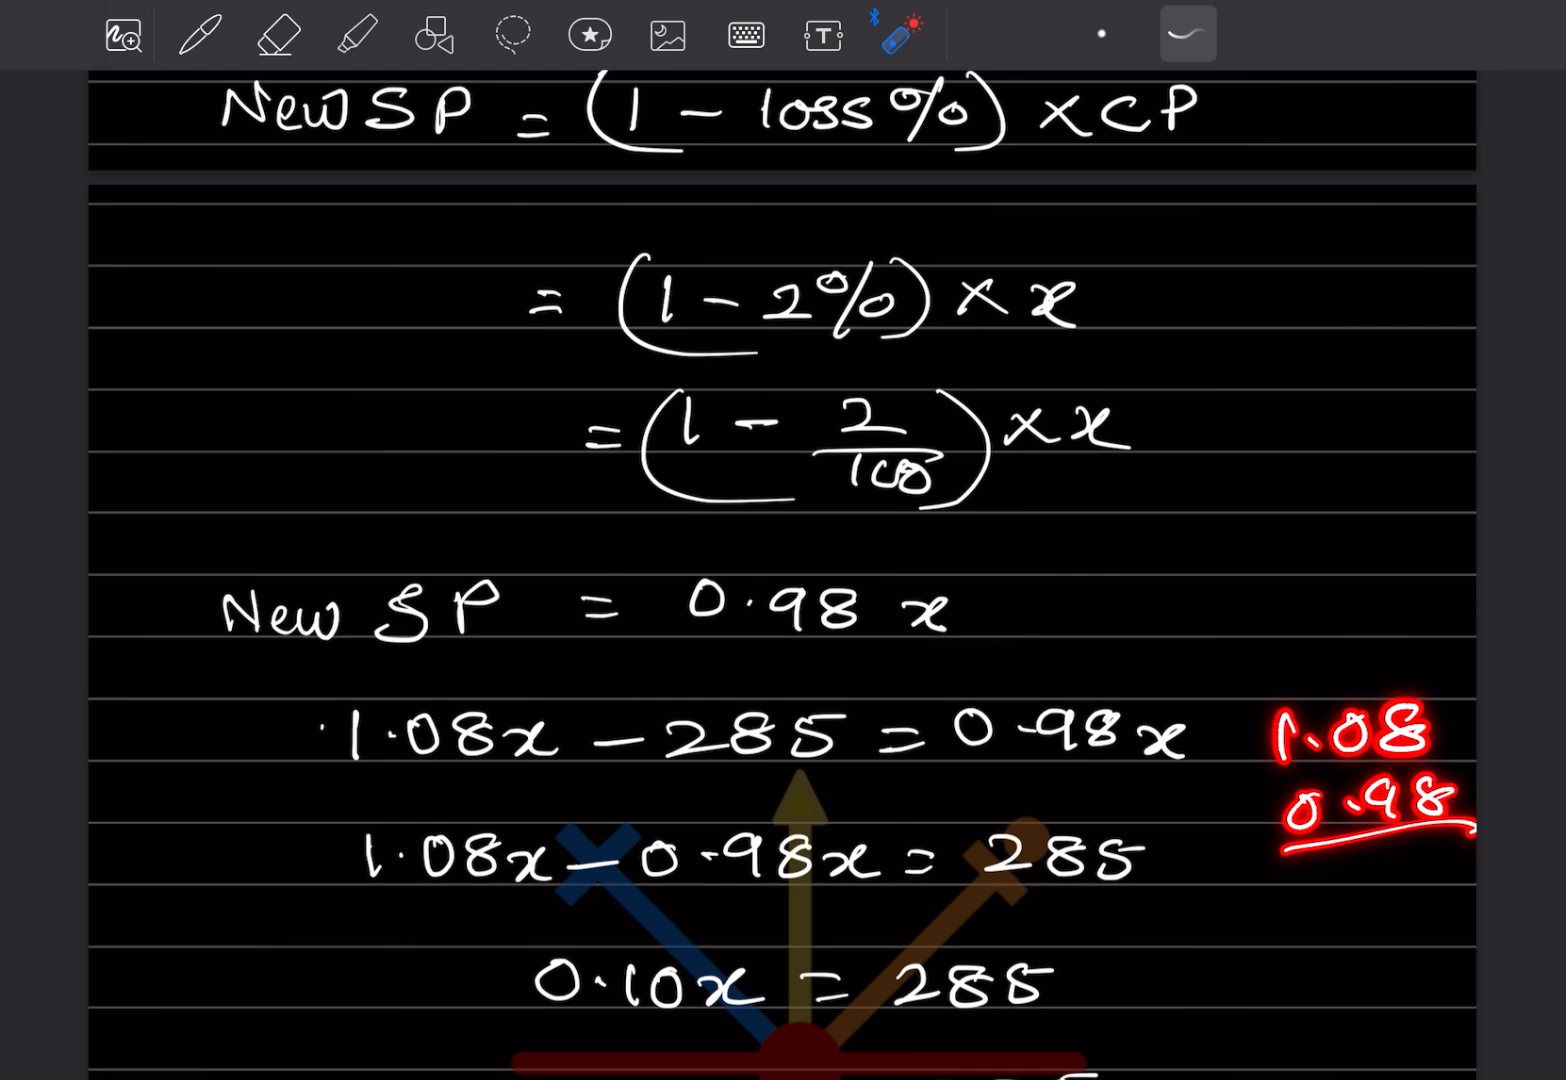 New SP = (1 - loss%) × CP
= (1 - 2%) × x
= (1 - 2/100) × x
New SP = 0.98 x
1.08x - 285 = 0.98x
1.08
0.98
1.08x - 0.98x = 285
0.10x = 285